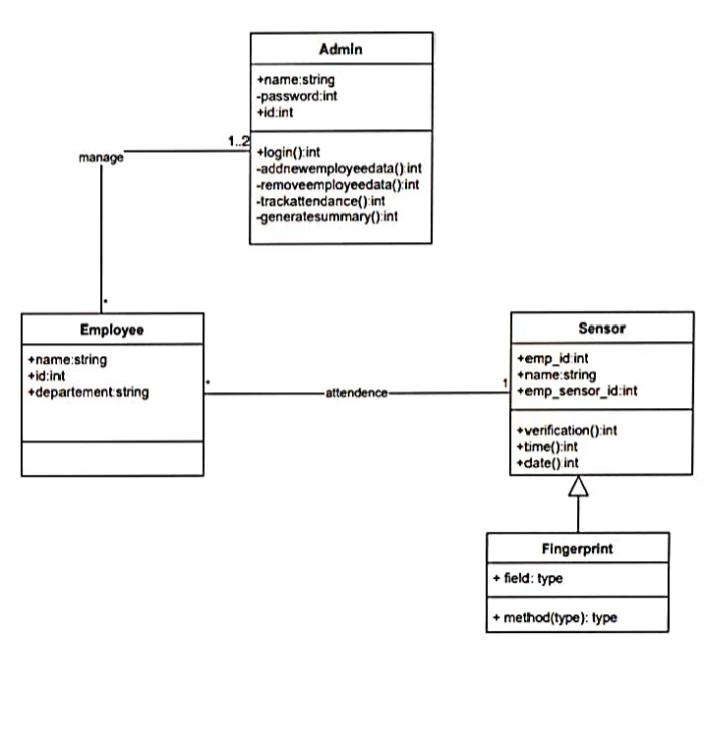 Admin
+name:string
-password:int
+id:int
1..2
+login():int
-addnewemployeedata():int
-removeemployeedata():int
-trackattendance():int
-generatesummary():int
manage
*
Employee
+name:string
+id:int
+departement:string
*
attendence
1
Sensor
+emp_id:int
+name:string
+emp_sensor_id:int
+verification():int
+time():int
+date():int
Fingerprint
+ field: type
+ method(type): type